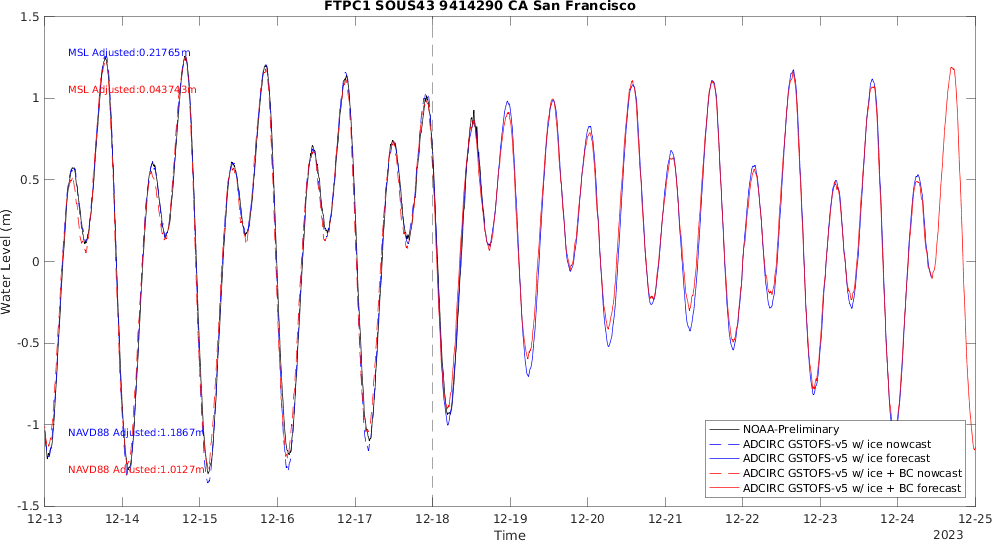 FTPC1 SOUS43 9414290 CA San Francisco
1.5
1
0.5
0
-0.5
-1
-1.5
Water Level (m)
MSL Adjusted:0.21765m
MSL Adjusted:0.043743m
NAVD88 Adjusted:1.1867m
NAVD88 Adjusted:1.0127m
NOAA-Preliminary
ADCIRC GSTOFS-v5 w/ ice nowcast
ADCIRC GSTOFS-v5 w/ ice forecast
ADCIRC GSTOFS-v5 w/ ice + BC nowcast
ADCIRC GSTOFS-v5 w/ ice + BC forecast
12-13 12-14 12-15 12-16 12-17 12-18 12-19 12-20 12-21 12-22 12-23 12-24 12-25
Time
2023